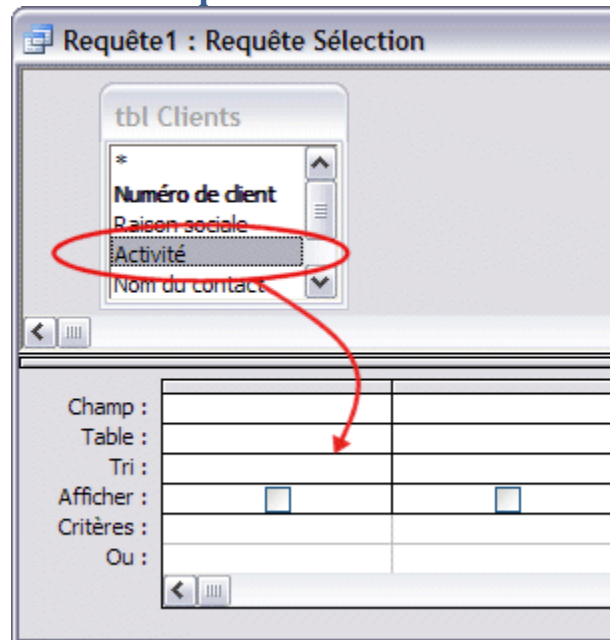 Requête1 : Requête Sélection
tbl Clients
*
Numéro de client
Raison sociale
Activité
Nom du contact
Champ :
Table :
Tri :
Afficher :
Critères :
Ou :